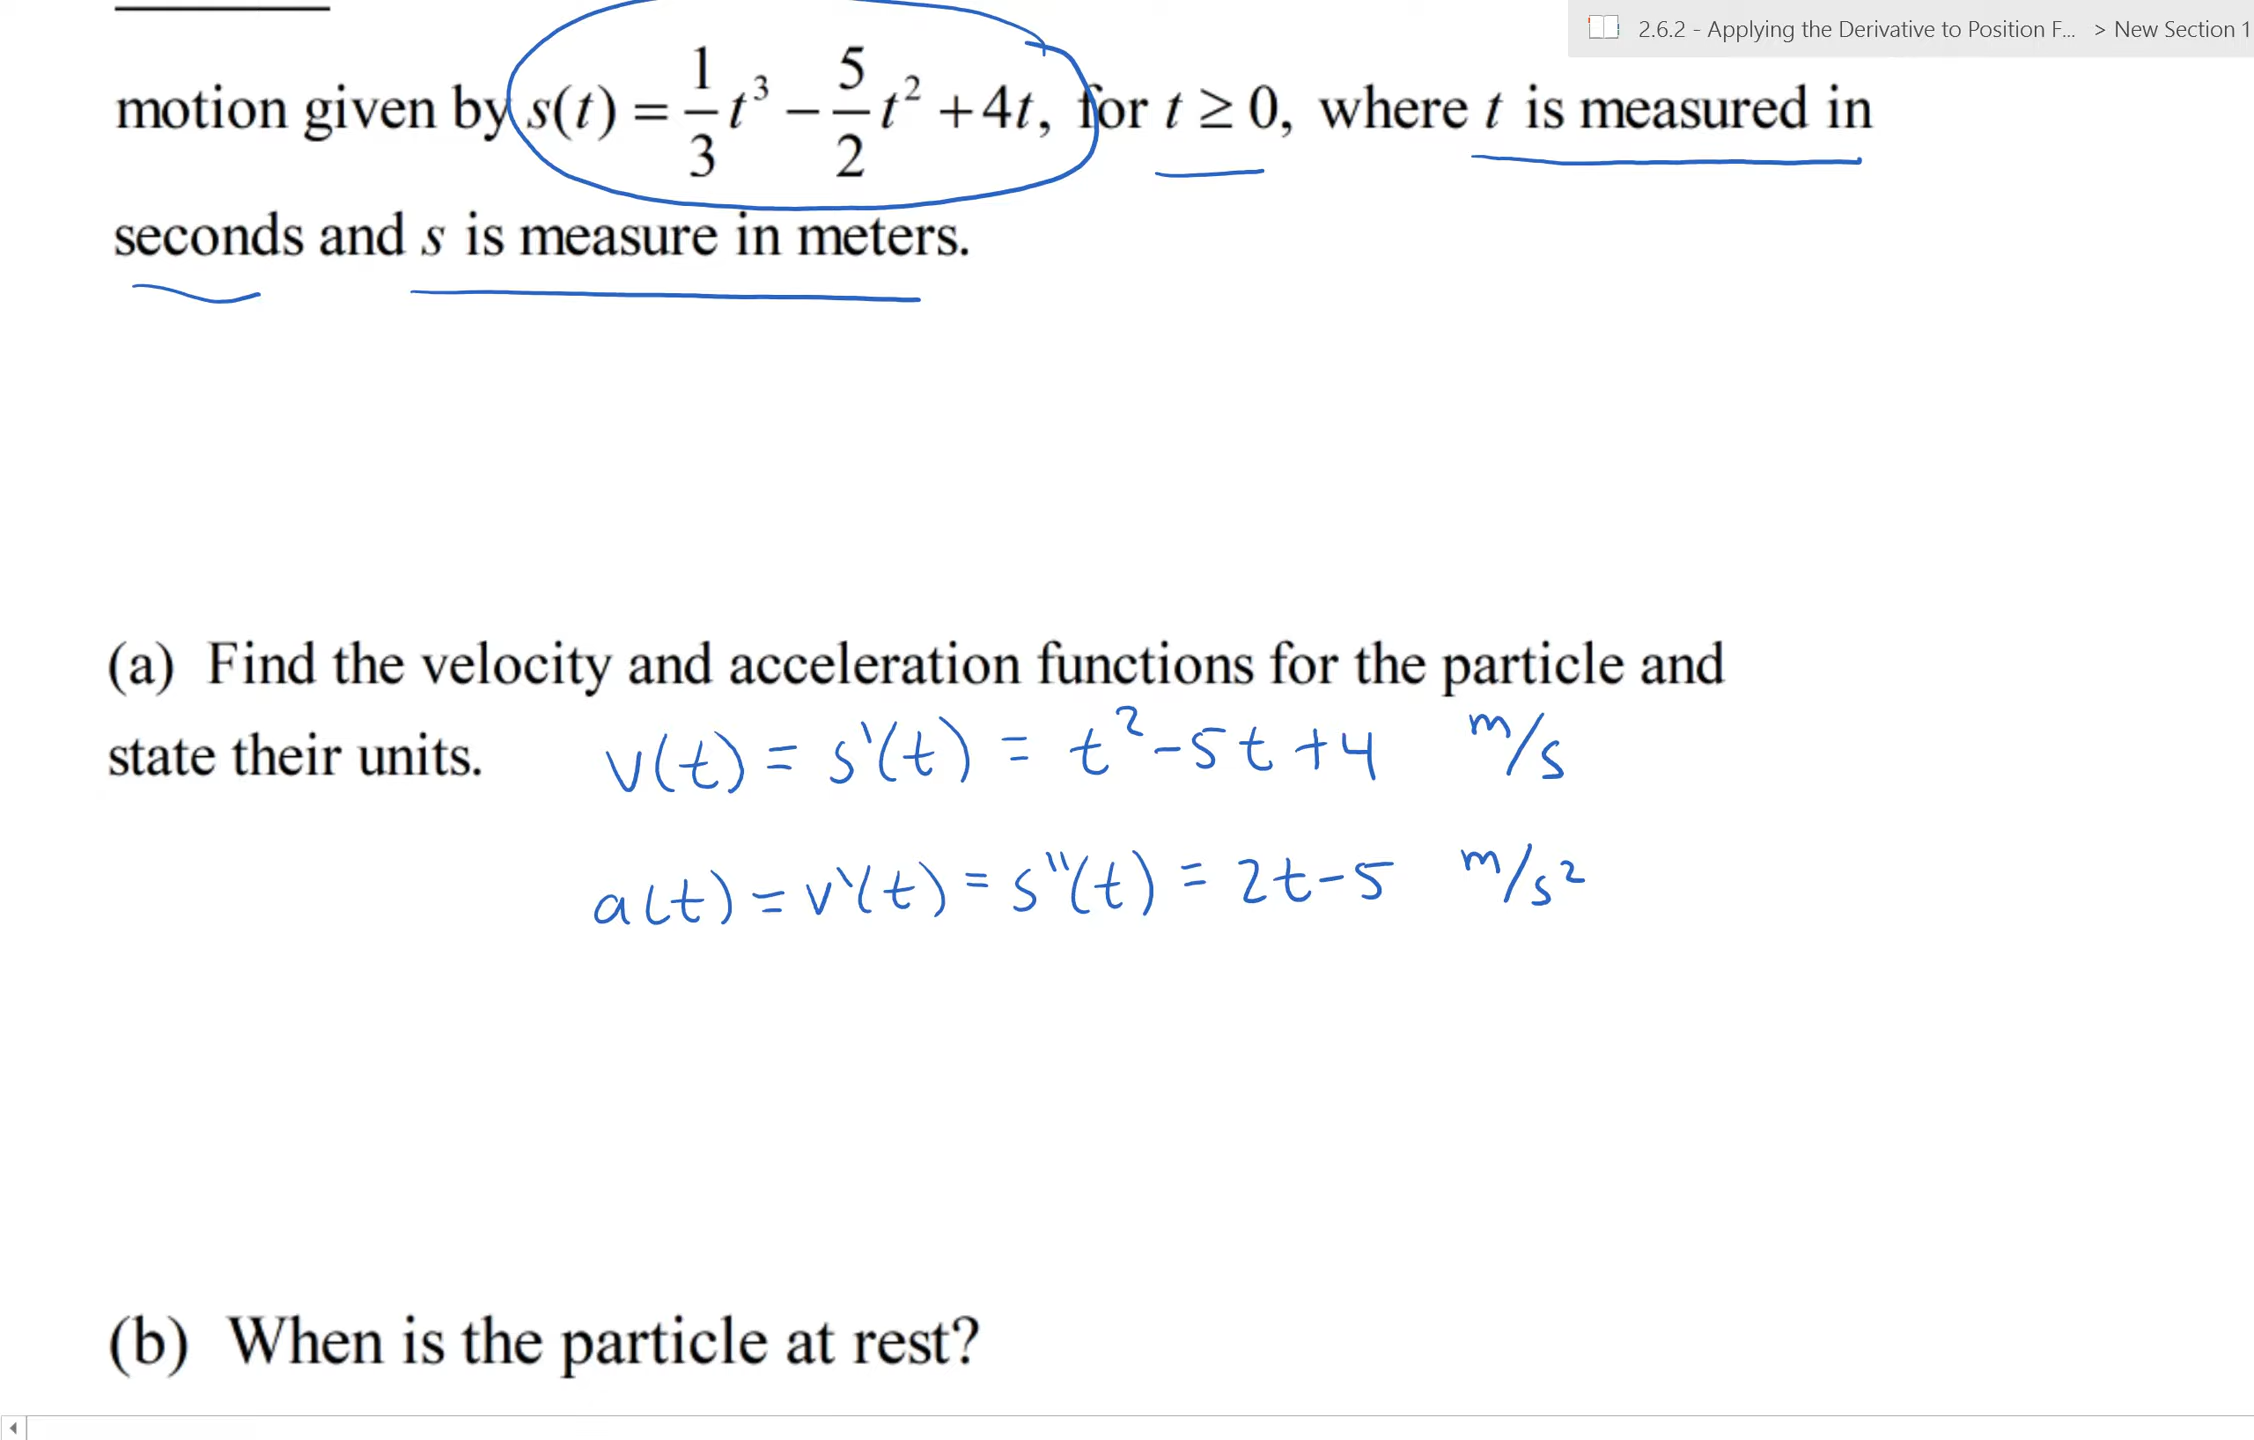 2.6.2 - Applying the Derivative to Position F... > New Section 1
motion given by s(t) = 1/3 t³ − 5/2 t² + 4t, for t ≥ 0, where t is measured in
seconds and s is measure in meters.
(a) Find the velocity and acceleration functions for the particle and
state their units. v(t) = s'(t) = t² - 5t + 4 m/s
a(t) = v'(t) = s''(t) = 2t - 5 m/s²
(b) When is the particle at rest?